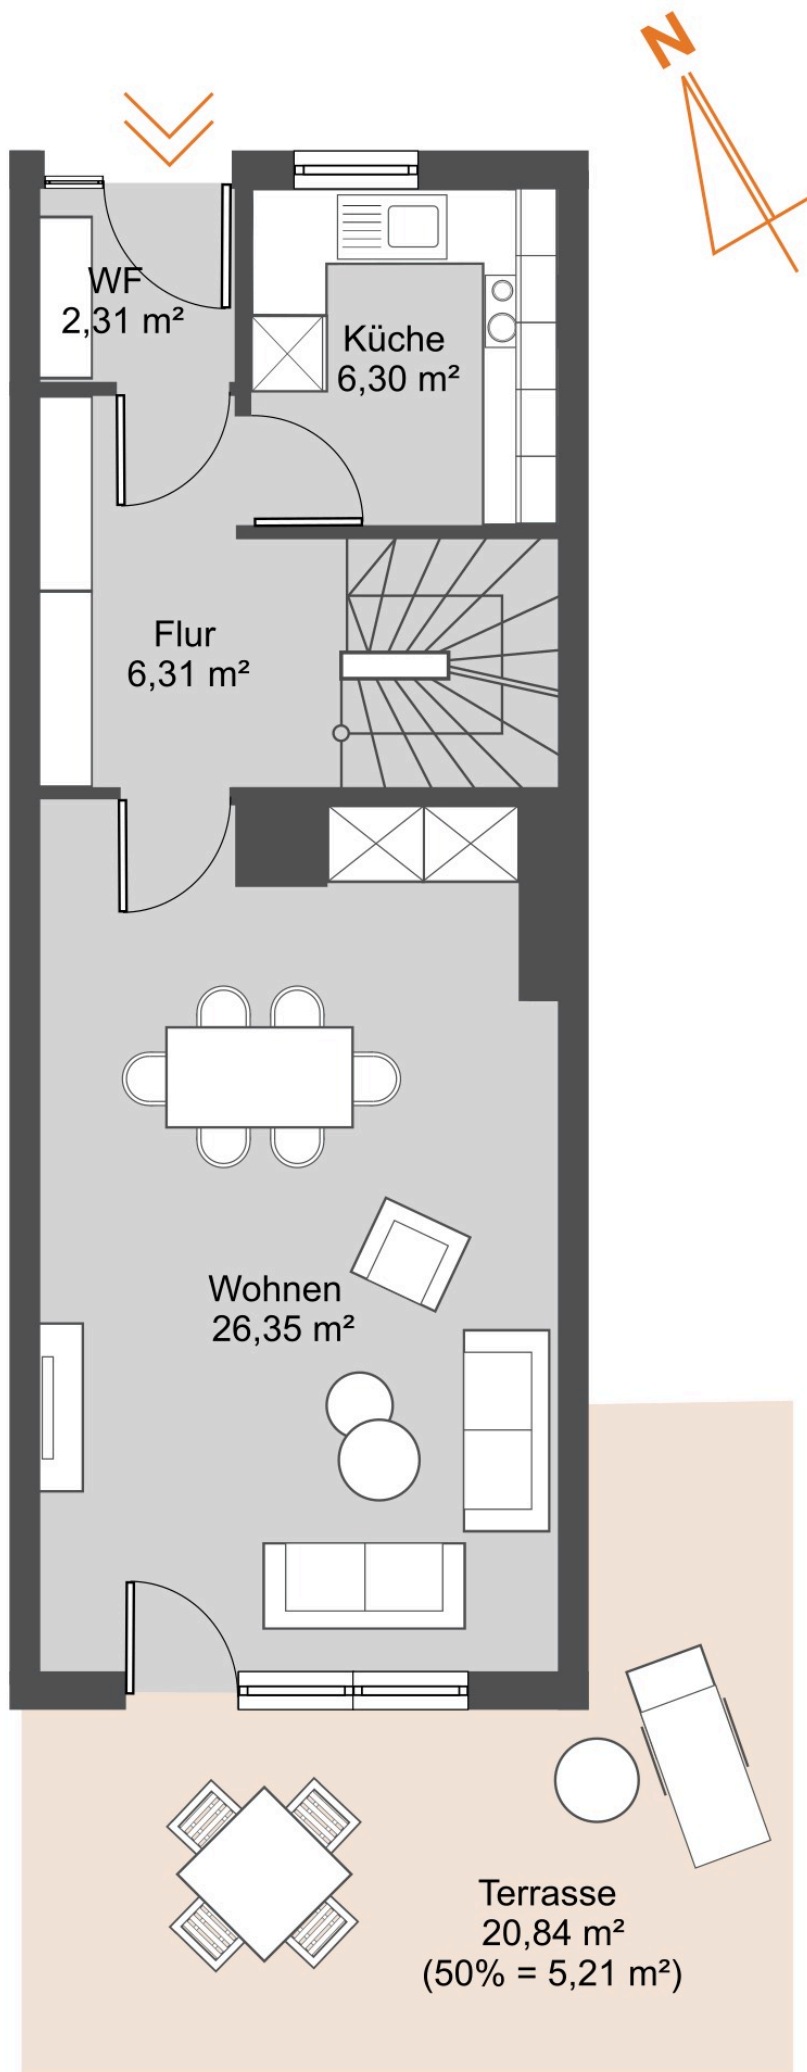 N
WF
2,31 m²
Küche
6,30 m²
Flur
6,31 m²
Wohnen
26,35 m²
Terrasse
20,84 m²
(50% = 5,21 m²)